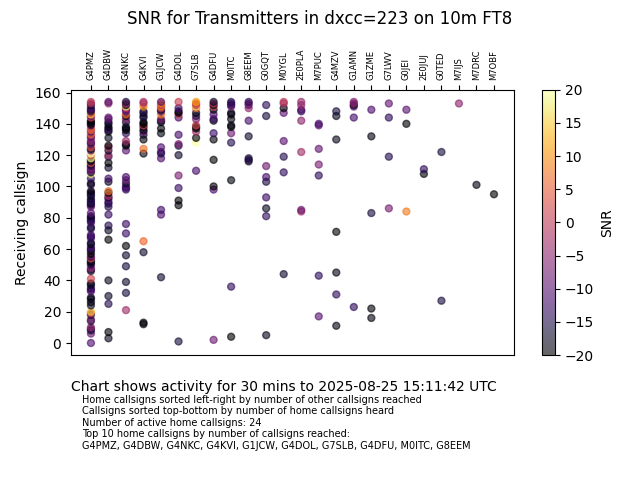 SNR for Transmitters in dxcc=223 on 10m FT8
G4PMZ G4DBW G4NKC G4KVI G1JCW G4DOL G7SLB G4DFU M0ITC G8EEM G0GQT M0YGL 2E0PLA M7PUC G4MZV G1AMN G1ZME G7LWV G0JEI 2E0JUJ G0TED M7IJS M7DRC M7OBF
160
140
120
100
80
60
40
20
0
Receiving callsign
20
15
10
5
0
−5
−10
−15
−20
SNR
Chart shows activity for 30 mins to 2025-08-25 15:11:42 UTC
Home callsigns sorted left-right by number of other callsigns reached
Callsigns sorted top-bottom by number of home callsigns heard
Number of active home callsigns: 24
Top 10 home callsigns by number of callsigns reached:
G4PMZ, G4DBW, G4NKC, G4KVI, G1JCW, G4DOL, G7SLB, G4DFU, M0ITC, G8EEM